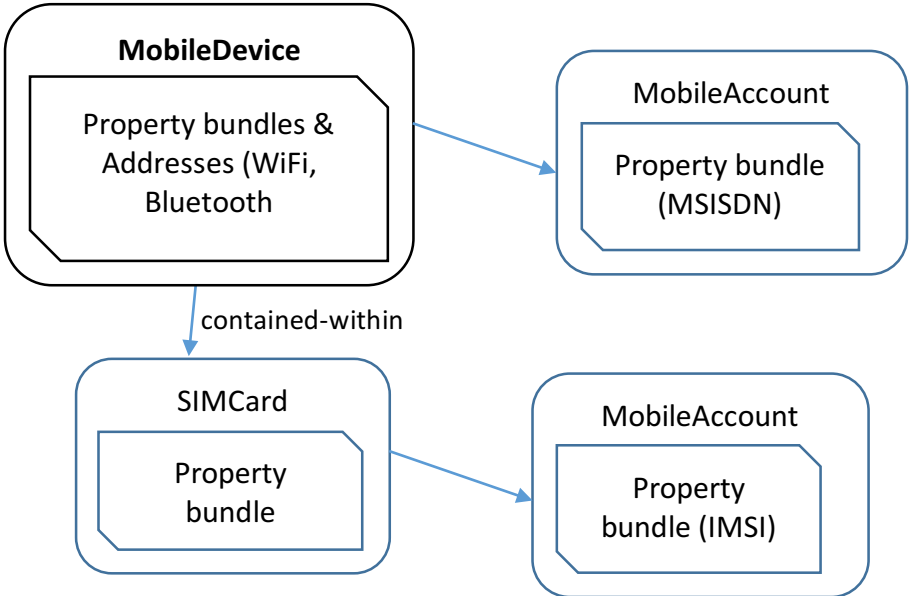 MobileDevice
Property bundles &
Addresses (WiFi,
Bluetooth
MobileAccount
Property bundle
(MSISDN)
contained-within
SIMCard
Property
bundle
MobileAccount
Property
bundle (IMSI)